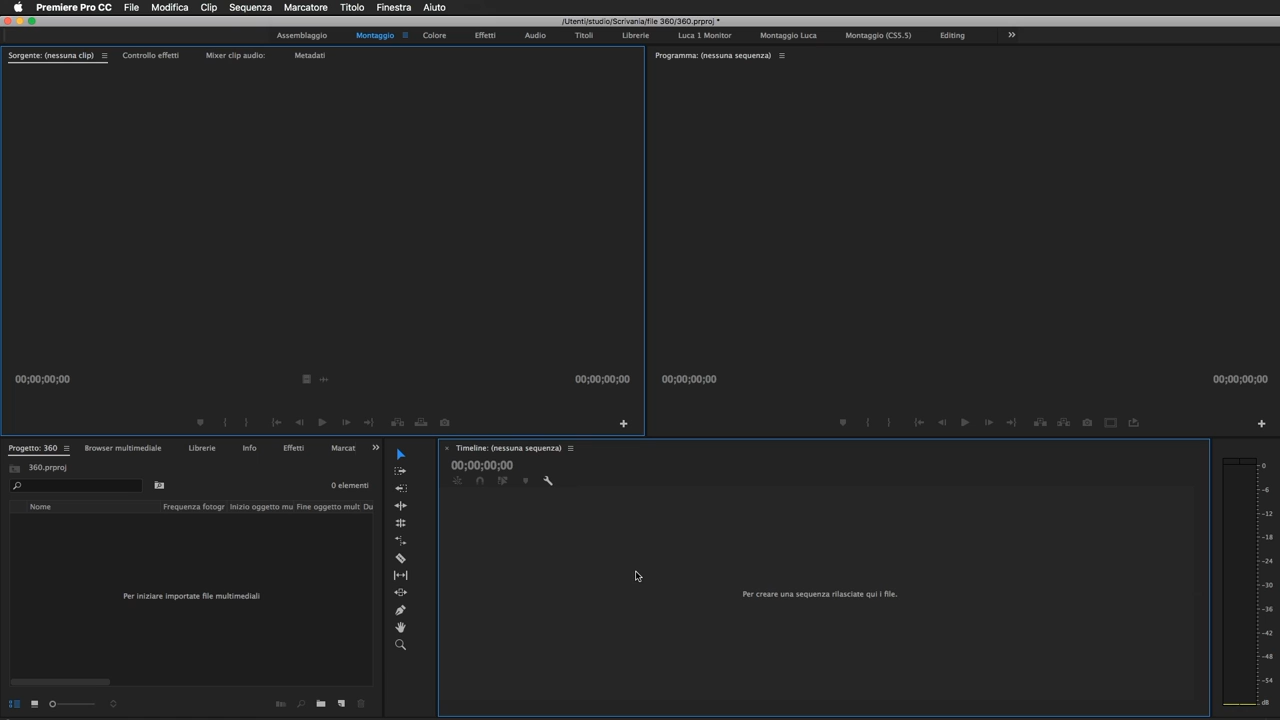 Premiere Pro CC File Modifica Clip Sequenza Marcatore Titolo Finestra Aiuto
/Utenti/studio/Scrivania/file 360/360.prproj *
Assemblaggio Montaggio Colore Effetti Audio Titoli Librerie Luca 1 Monitor Montaggio Luca Montaggio (CS5.5) Editing
Sorgente: (nessuna clip) Controllo effetti Mixer clip audio: Metadati
Programma: (nessuna sequenza)
00;00;00;00 00;00;00;00
00;00;00;00 00;00;00;00
Progetto: 360 Browser multimediale Librerie Info Effetti Marcat
360.prproj
0 elementi
Nome Frequenza fotogr Inizio oggetto mu Fine oggetto mult Du
Per iniziare importate file multimediali
Timeline: (nessuna sequenza)
00;00;00;00
Per creare una sequenza rilasciate qui i file.
0
-6
-12
-18
-24
-30
-36
-42
-48
-54
dB